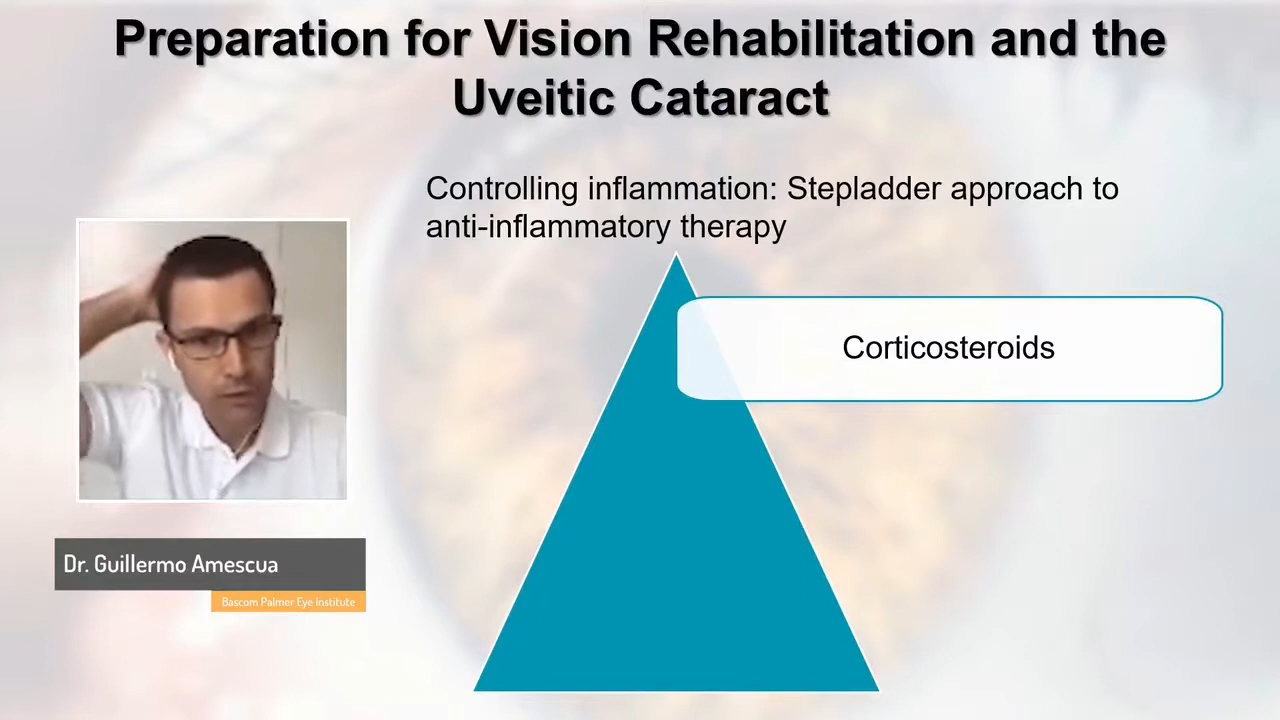 Preparation for Vision Rehabilitation and the
Uveitic Cataract
Controlling inflammation: Stepladder approach to
anti-inflammatory therapy
Corticosteroids
Dr. Guillermo Amescua
Bascom Palmer Eye Institute